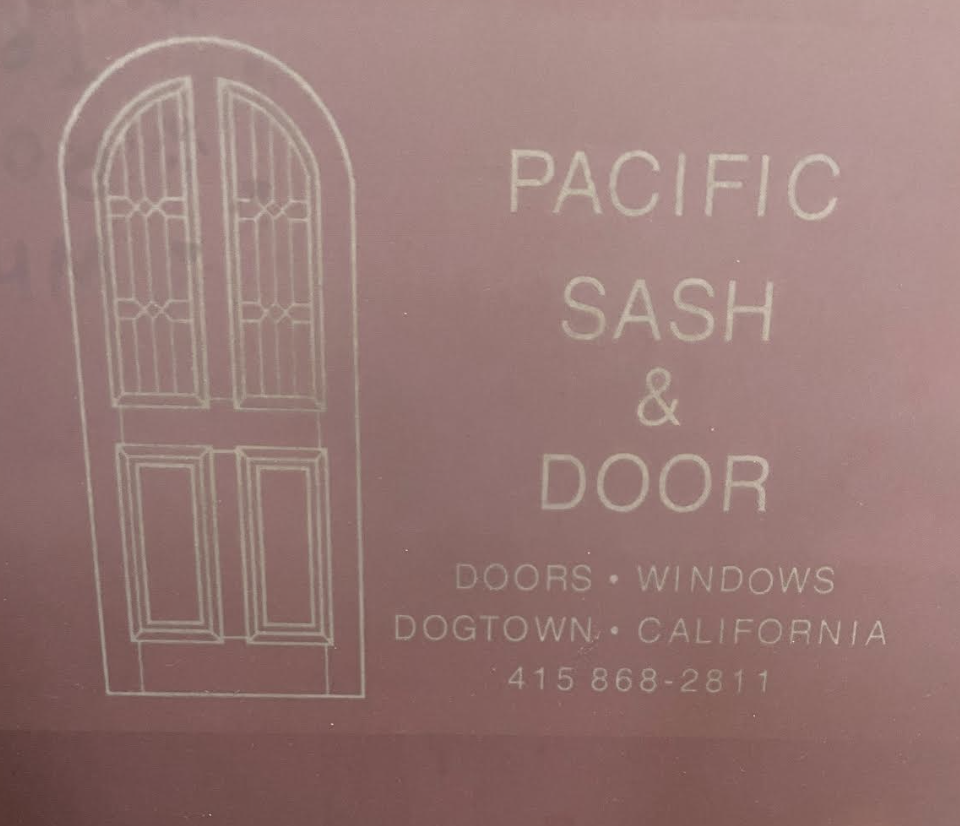 PACIFIC
SASH
&
DOOR
DOORS • WINDOWS
DOGTOWN • CALIFORNIA
415 868-2811